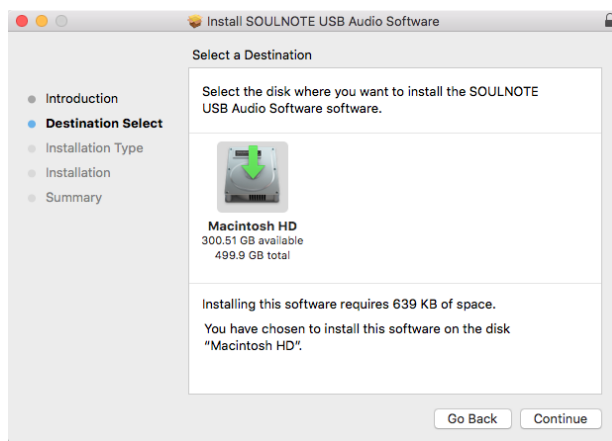 Install SOULNOTE USB Audio Software
Select a Destination
Introduction
Destination Select
Installation Type
Installation
Summary
Select the disk where you want to install the SOULNOTE
USB Audio Software software.
Macintosh HD
300.51 GB available
499.9 GB total
Installing this software requires 639 KB of space.
You have chosen to install this software on the disk
“Macintosh HD”.
Go Back
Continue